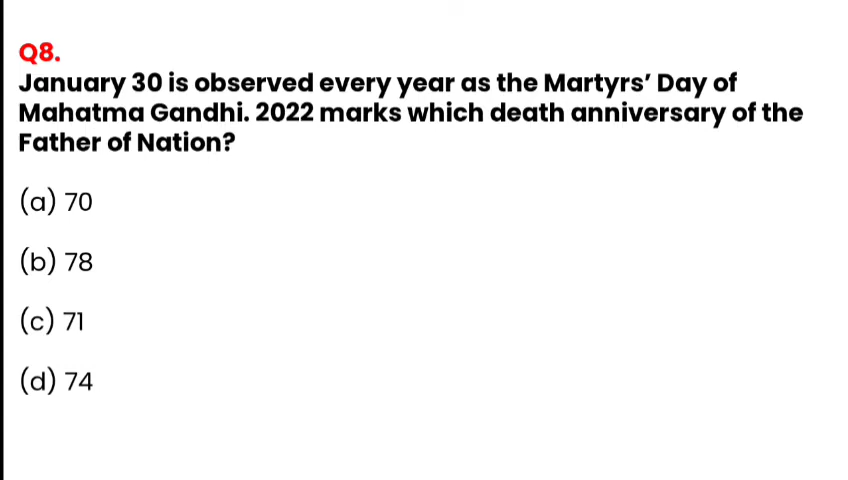 Q8.
January 30 is observed every year as the Martyrs’ Day of
Mahatma Gandhi. 2022 marks which death anniversary of the
Father of Nation?
(a) 70
(b) 78
(c) 71
(d) 74